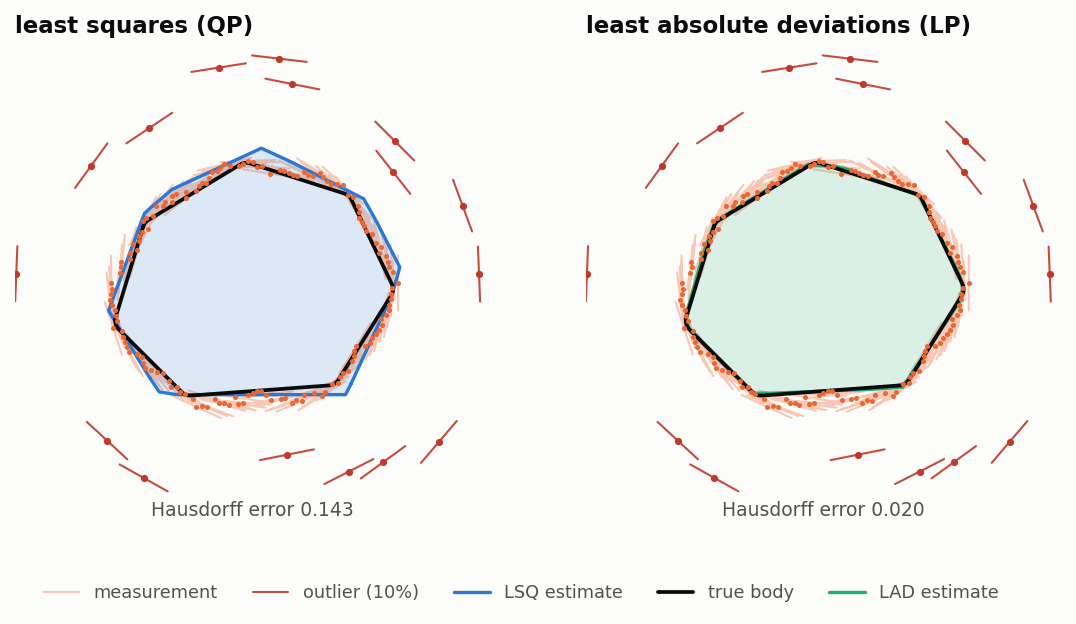 least squares (QP)
least absolute deviations (LP)
Hausdorff error 0.143
Hausdorff error 0.020
measurement
outlier (10%)
LSQ estimate
true body
LAD estimate